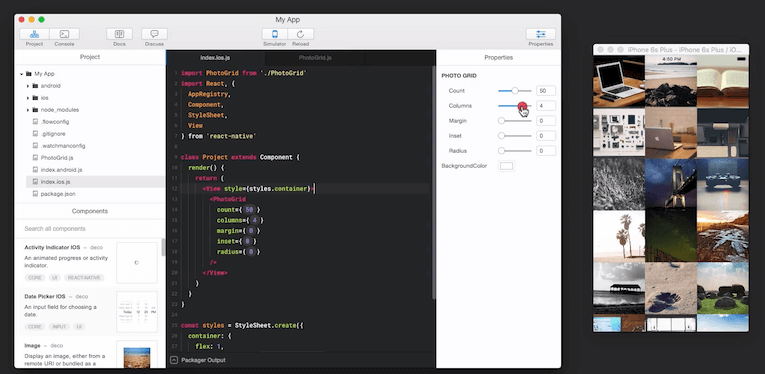 My App
Project
Console
Docs
Discuss
Simulator
Reload
Properties
Project
My App
android
ios
node_modules
.flowconfig
.gitignore
.watchmanconfig
PhotoGrid.js
index.android.js
index.ios.js
package.json
Components
Search all components
Activity Indicator IOS – deco
An animated progress or activity
indicator.
CORE UI REACT-NATIVE
Date Picker IOS – deco
An input field for choosing a
date.
CORE INPUT UI
Image – deco
Display an image, either from a
remote URI or bundled as a
index.ios.js
PhotoGrid.js
1 import PhotoGrid from './PhotoGrid'
2 import React, {
3 AppRegistry,
4 Component,
5 StyleSheet,
6 View
7 } from 'react-native'
8
9 class Project extends Component {
10 render() {
11 return (
12 <View style={styles.container}>
13 <PhotoGrid
14 count={ 50 }
15 columns={ 4 }
16 margin={ 0 }
17 inset={ 0 }
18 radius={ 0 }
19 />
20 </View>
21 )
22 }
23 }
24
25 const styles = StyleSheet.create({
26 container: {
27 flex: 1,
Packager Output
Properties
PHOTO GRID
Count 50
Columns 4
Margin 0
Inset 0
Radius 0
BackgroundColor
iPhone 6s Plus - iPhone 6s Plus / iO...
4:50 PM